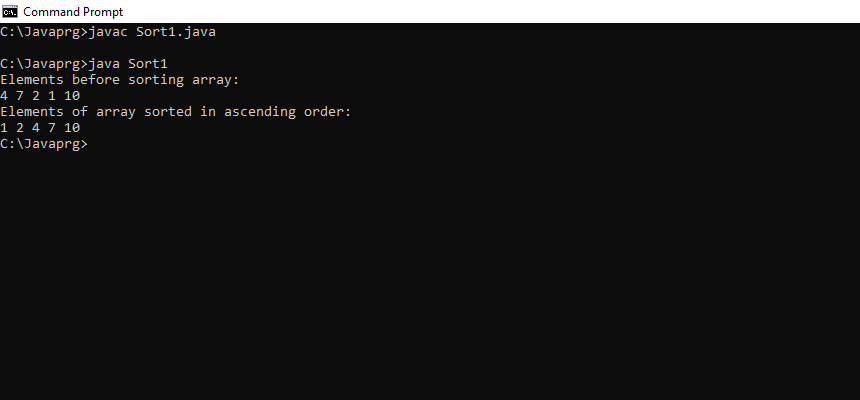 Command Prompt
C:\Javaprg>javac Sort1.java
C:\Javaprg>java Sort1
Elements before sorting array:
4 7 2 1 10
Elements of array sorted in ascending order:
1 2 4 7 10
C:\Javaprg>